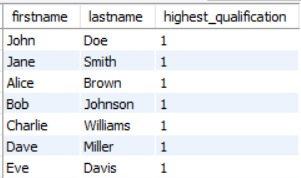 firstname lastname highest_qualification
John Doe 1
Jane Smith 1
Alice Brown 1
Bob Johnson 1
Charlie Williams 1
Dave Miller 1
Eve Davis 1